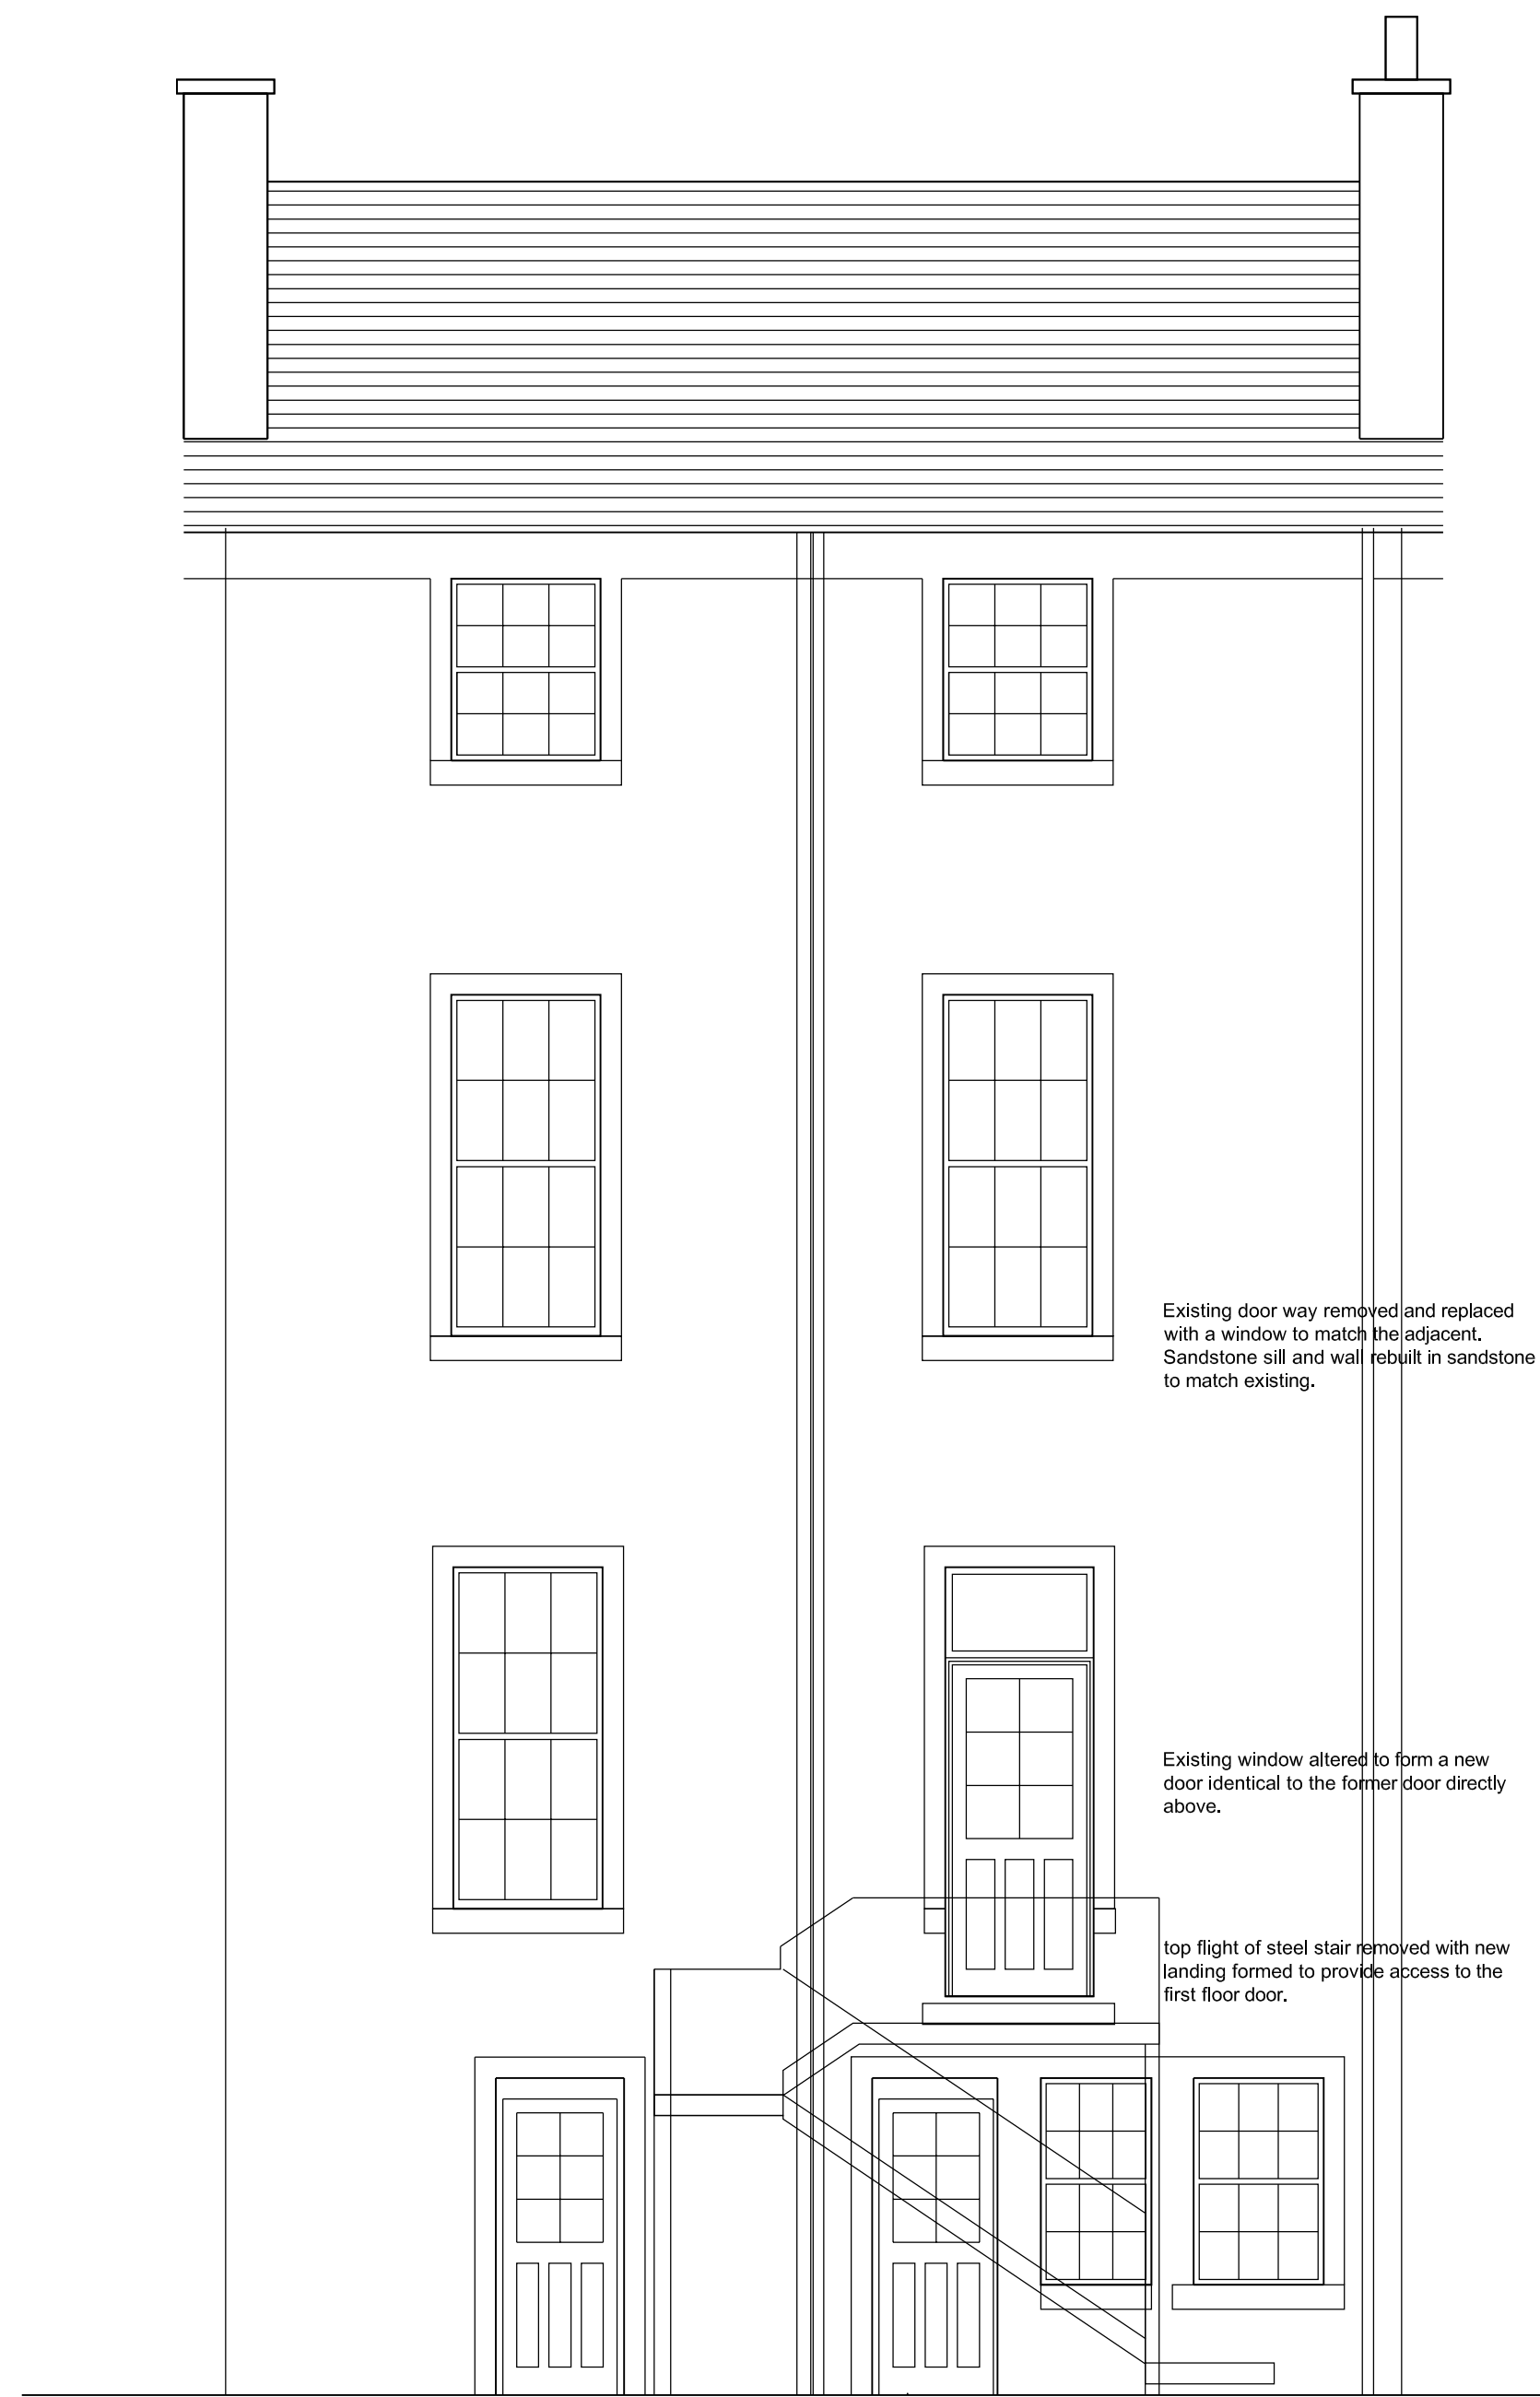 Existing door way removed and replaced
with a window to match the adjacent.
Sandstone sill and wall rebuilt in sandstone
to match existing.
Existing window altered to form a new
door identical to the former door directly
above.
top flight of steel stair removed with new
landing formed to provide access to the
first floor door.